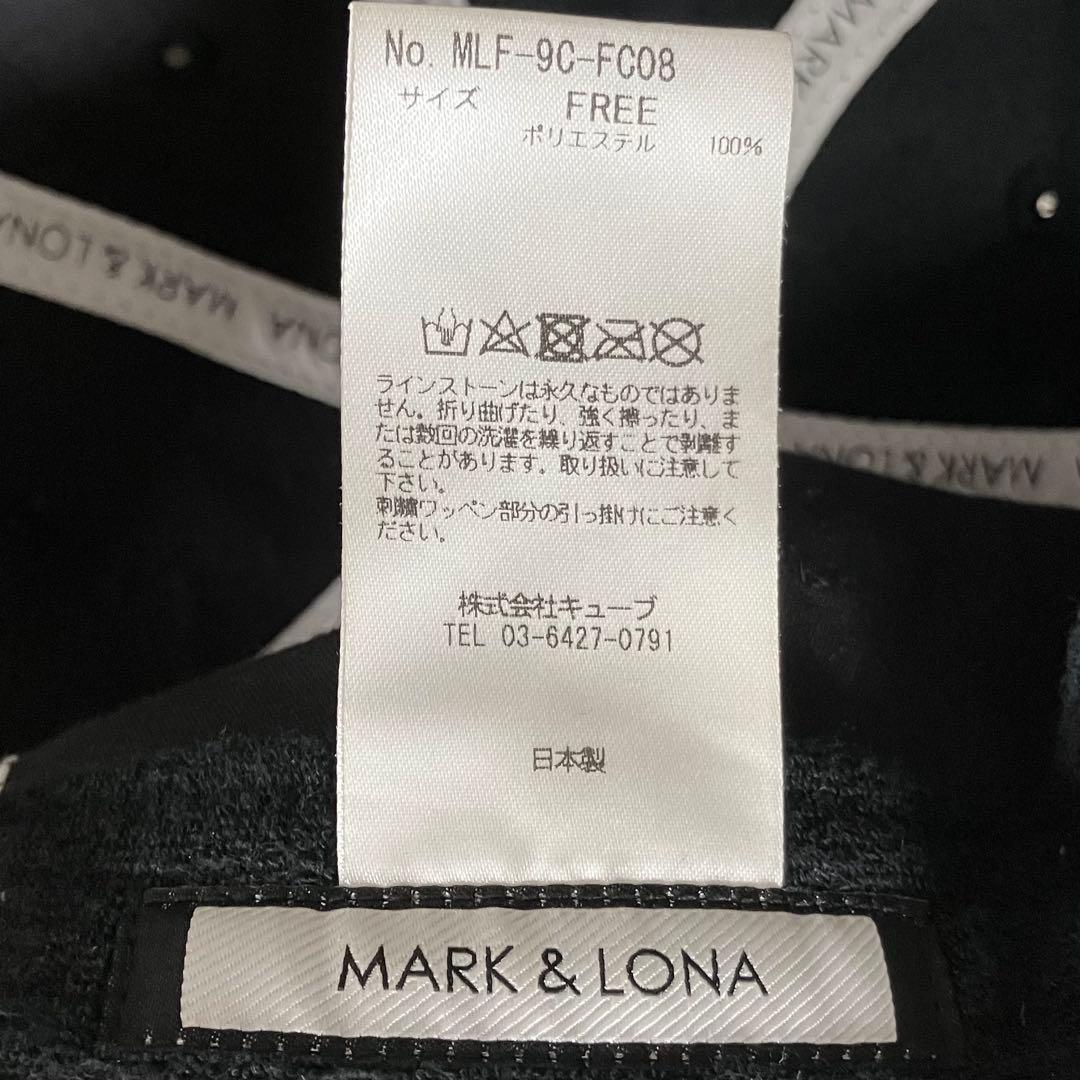 No. MLF-9C-FC08
サイズ FREE
ポリエステル 100%
ラインストーンは永久なものではありま
せん。折り曲げたり、強く擦ったり、ま
たは数回の洗濯を繰り返すことで剥離す
ることがあります。取り扱いにご注意して
下さい。
刺繍ワッペン部分の引っ掛けにご注意く
ださい。
株式会社キューブ
TEL 03-6427-0791
日本製
MARK & LONA
MARK
LONA MARK & LONA
MARK & LONA